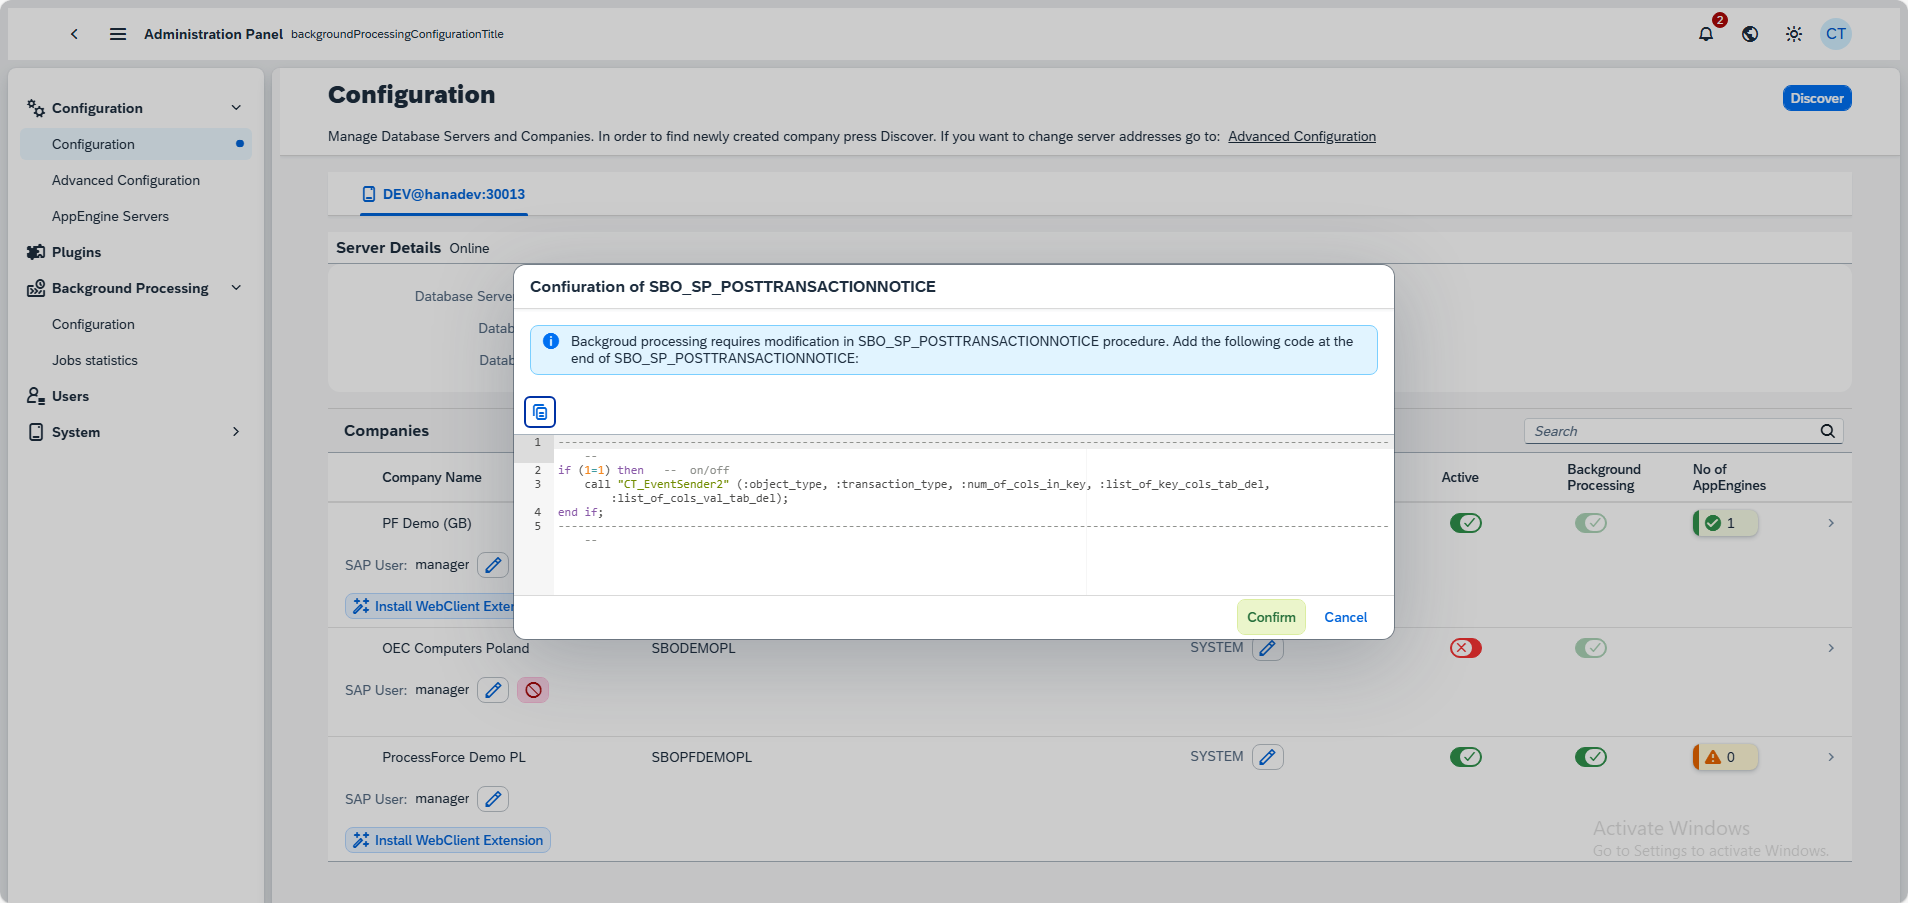 Administration Panel backgroundProcessingConfigurationTitle
2
CT
Configuration
Configuration
Advanced Configuration
AppEngine Servers
Plugins
Background Processing
Configuration
Jobs statistics
Users
System
Configuration
Discover
Manage Database Servers and Companies. In order to find newly created company press Discover. If you want to change server addresses go to: Advanced Configuration
DEV@hanadev:30013
Server Details Online
Database Serve
Datab
Datab
Confiuration of SBO_SP_POSTTRANSACTIONNOTICE
Backgroud processing requires modification in SBO_SP_POSTTRANSACTIONNOTICE procedure. Add the following code at the
end of SBO_SP_POSTTRANSACTIONNOTICE:
1 ------------------------------------------------------------------------------------------------------------------------------
--
2 if (1=1) then -- on/off
3 call "CT_EventSender2" (:object_type, :transaction_type, :num_of_cols_in_key, :list_of_key_cols_tab_del,
:list_of_cols_val_tab_del);
4 end if;
5 ------------------------------------------------------------------------------------------------------------------------------
--
Confirm Cancel
Companies
Search
Company Name Active Background Processing No of AppEngines
PF Demo (GB) 1
SAP User: manager
Install WebClient Exter
OEC Computers Poland SBODEMOPL SYSTEM
SAP User: manager
ProcessForce Demo PL SBOPFDEMOPL SYSTEM 0
SAP User: manager
Install WebClient Extension
Activate Windows
Go to Settings to activate Windows.